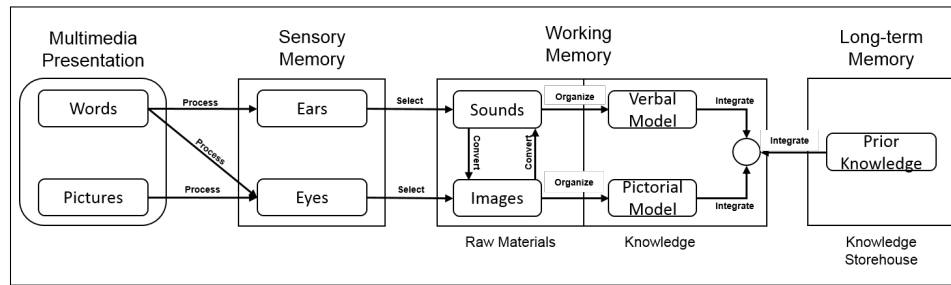 Multimedia
Presentation
Sensory
Memory
Working
Memory
Long-term
Memory
Words
Process
Ears
Select
Sounds
Organize
Verbal
Model
Integrate
Process
Convert
Convert
Integrate
Prior
Knowledge
Pictures
Process
Eyes
Select
Images
Organize
Pictorial
Model
Integrate
Raw Materials
Knowledge
Knowledge
Storehouse